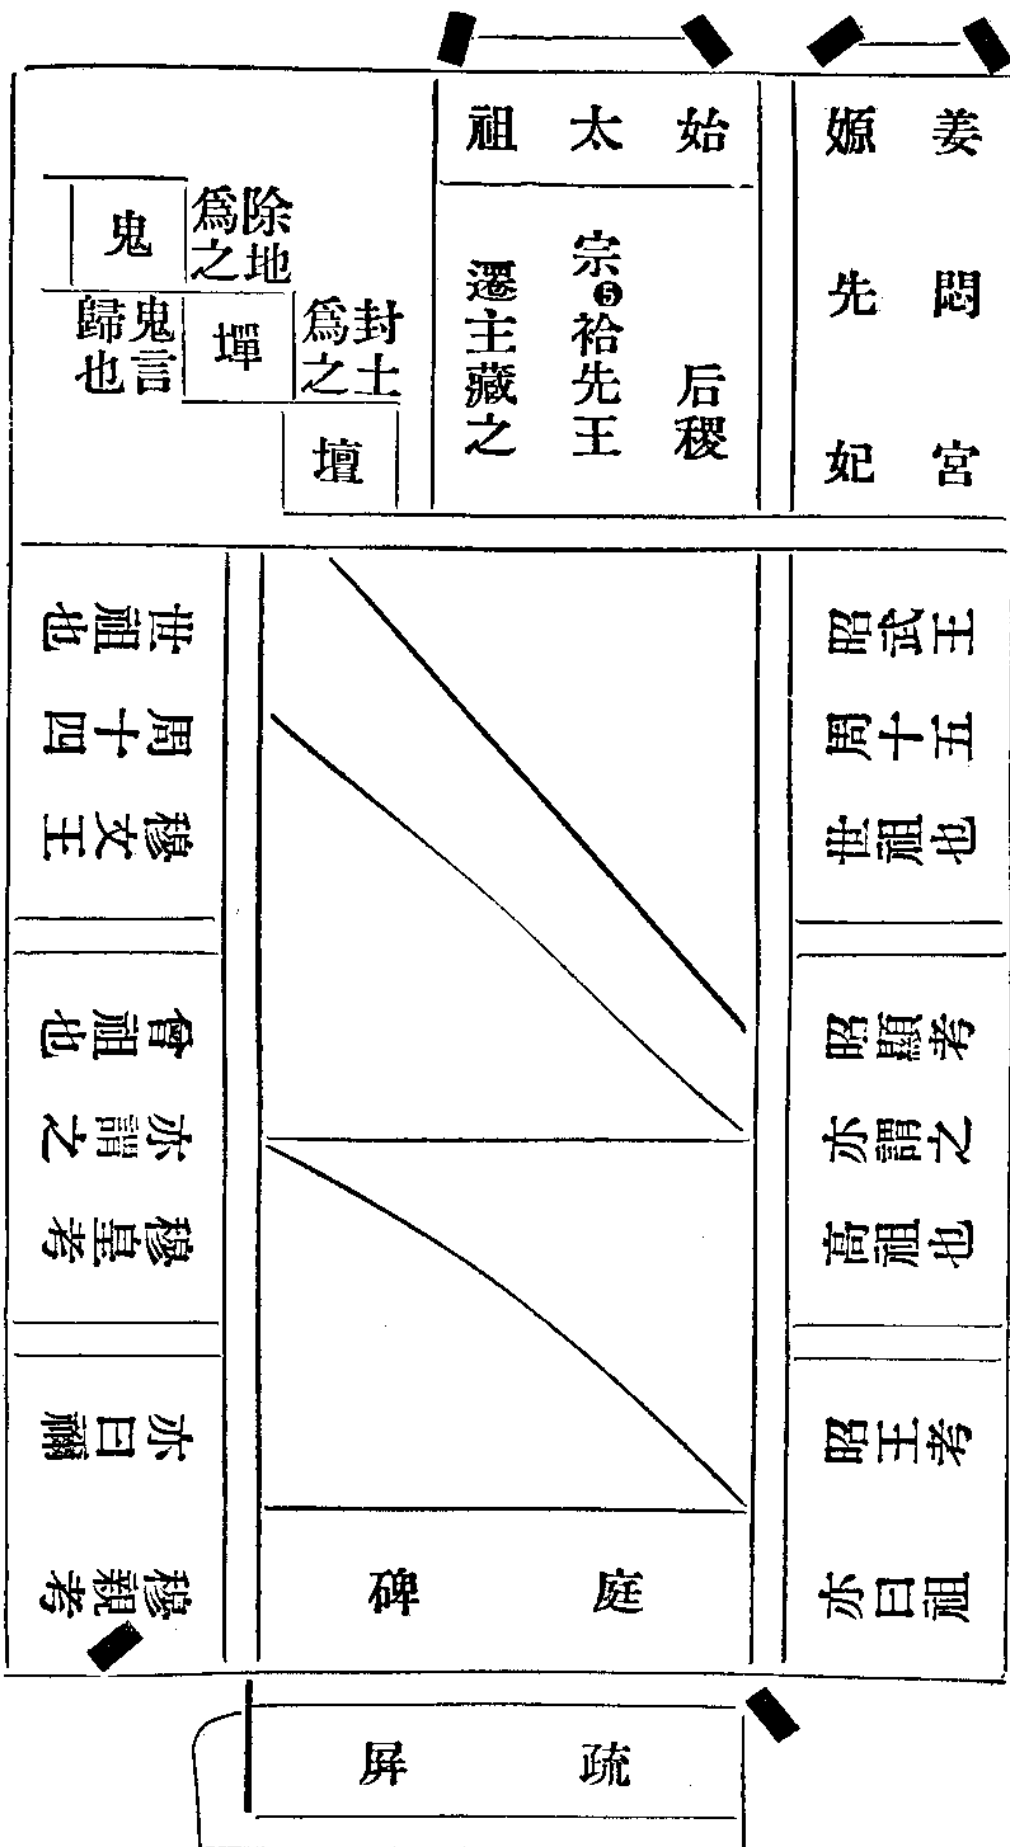 姜嫄
悶宮
先妃
始太祖
后稷
宗❺祫先王
遷主藏之
封土
爲之
壇
除地
爲之
墠
鬼
鬼言
歸也
昭武王
周十五
世祖也
昭顯考
亦謂之
高祖也
昭王考
亦曰祖
穆文王
周十四
世祖也
穆皇考
亦謂之
曾祖也
穆親考
亦曰禰
庭碑
疏屏